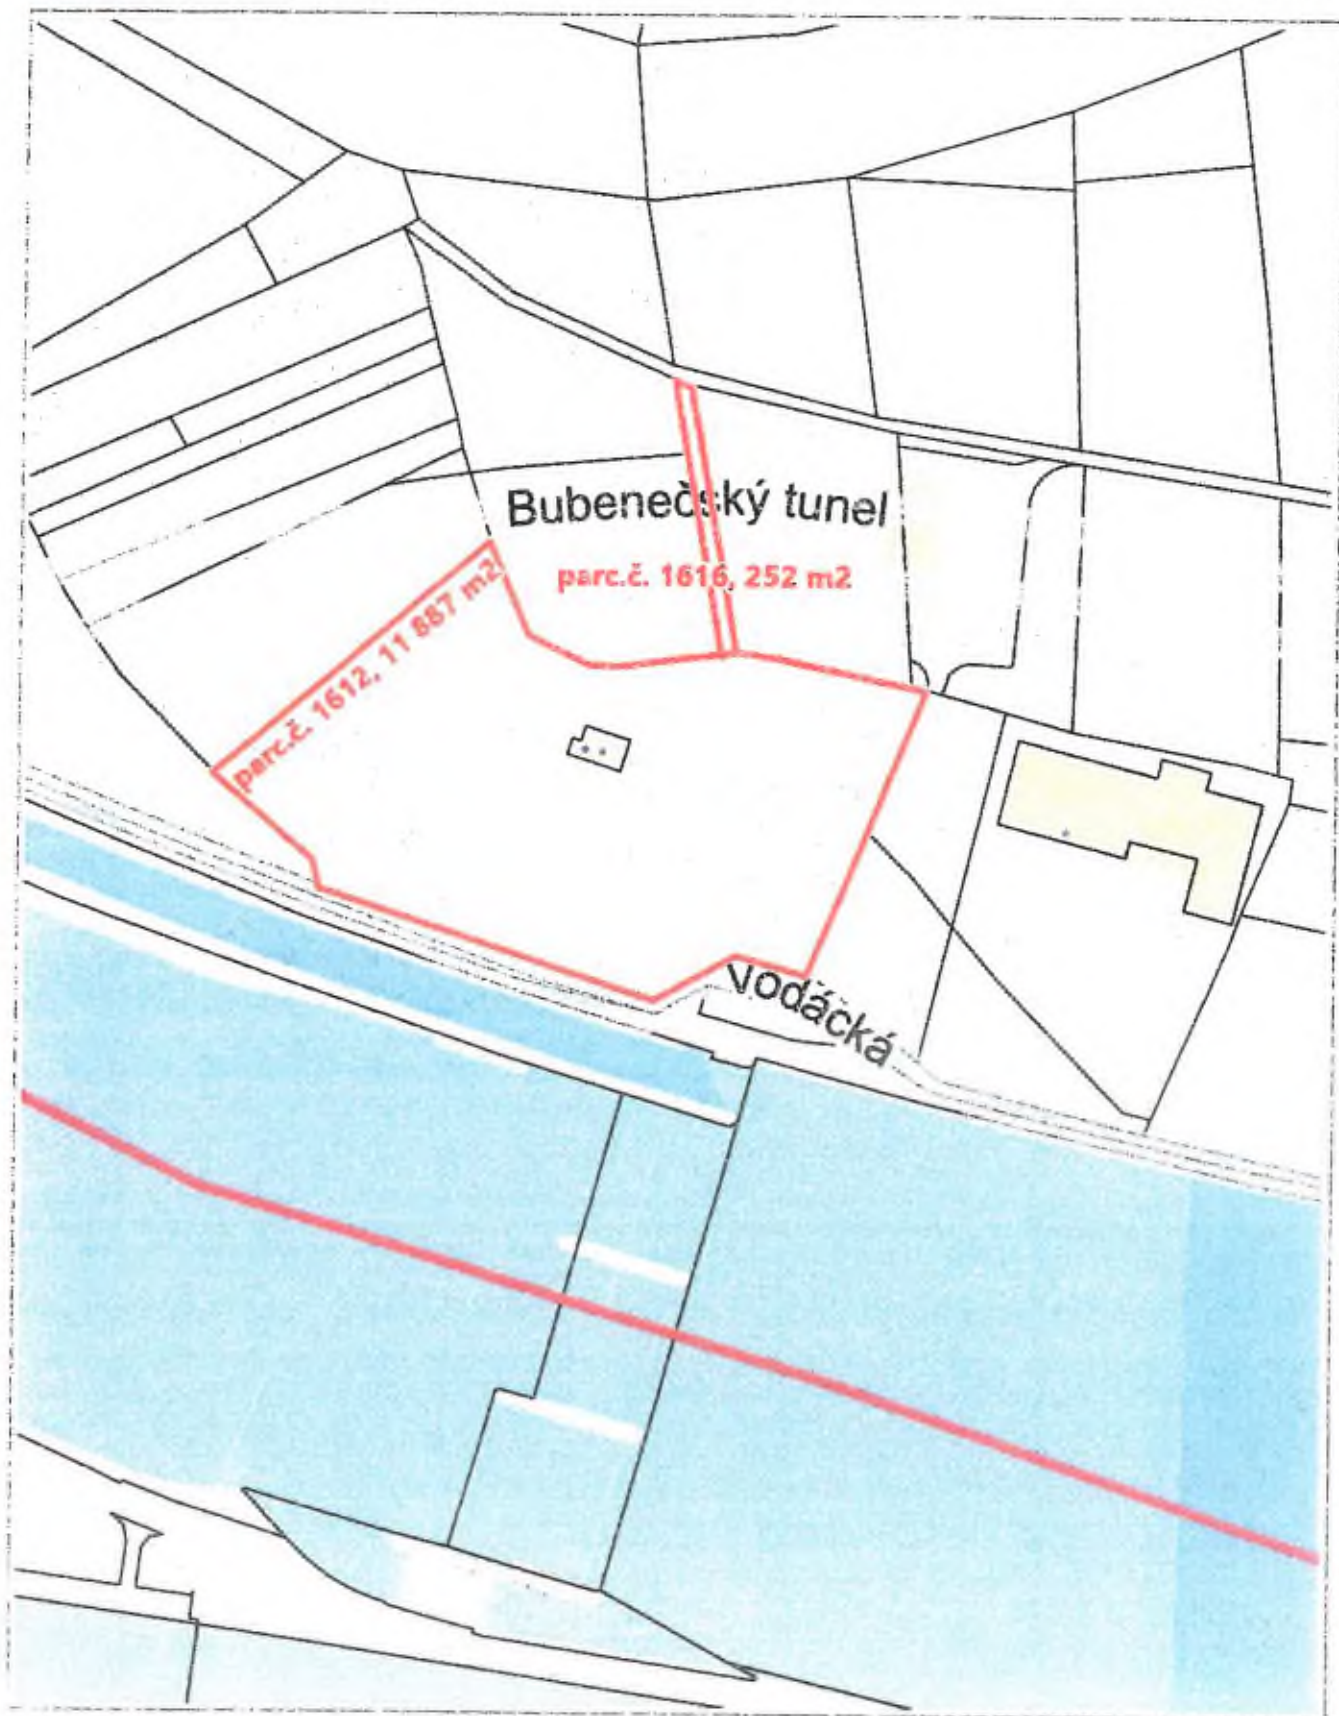 Bubenečský tunel
parc.č. 1616, 252 m2
parc.č. 1612, 11 887 m2
Vodácká